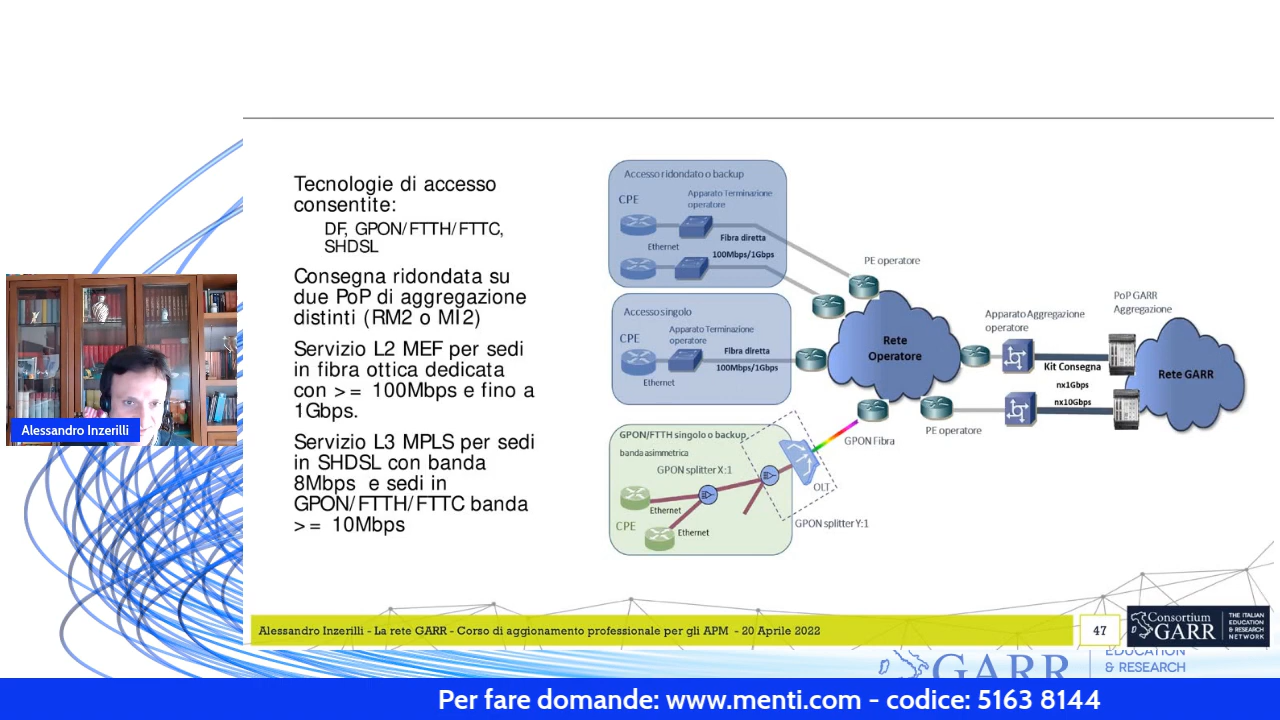 Tecnologie di accesso
consentite:
DF, GPON/FTTH/FTTC,
SHDSL
Consegna ridondata su
due PoP di aggregazione
distinti (RM2 o MI2)
Servizio L2 MEF per sedi
in fibra ottica dedicata
con >= 100Mbps e fino a
1Gbps.
Servizio L3 MPLS per sedi
in SHDSL con banda
8Mbps e sedi in
GPON/FTTH/FTTC banda
>= 10Mbps
Accesso ridondato o backup
CPE
Apparato Terminazione
operatore
Ethernet
Fibra diretta
100Mbps/1Gbps
Accesso singolo
CPE
Apparato Terminazione
operatore
Ethernet
Fibra diretta
100Mbps/1Gbps
GPON/FTTH singolo o backup
banda asimmetrica
GPON splitter X:1
Ethernet
CPE
Ethernet
OLT
GPON splitter Y:1
GPON Fibra
PE operatore
Rete
Operatore
PE operatore
Apparato Aggregazione
operatore
Kit Consegna
nx1Gbps
nx10Gbps
PoP GARR
Aggregazione
Rete GARR
Alessandro Inzerilli
Alessandro Inzerilli - La rete GARR - Corso di aggionamento professionale per gli APM - 20 Aprile 2022
47
Consortium
GARR
THE ITALIAN
EDUCATION
& RESEARCH
NETWORK
GARR
EDUCATION
& RESEARCH
Per fare domande: www.menti.com - codice: 5163 8144